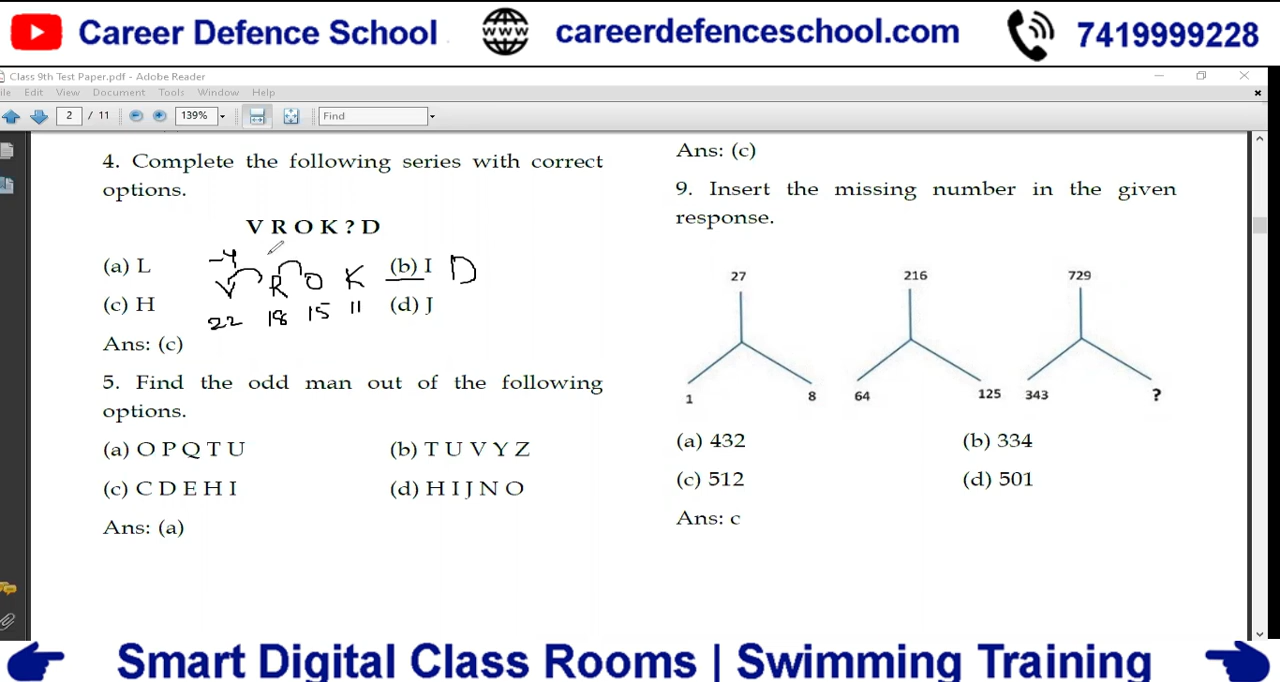 Career Defence School
www
careerdefenceschool.com
7419999228
Class 9th Test Paper.pdf - Adobe Reader
ile Edit View Document Tools Window Help
2 / 11 139% Find
4. Complete the following series with correct
options.
V R O K ? D
(a) L
(b) I
(c) H
(d) J
-4
V R O K D
22 18 15 11
Ans: (c)
5. Find the odd man out of the following
options.
(a) O P Q T U
(b) T U V Y Z
(c) C D E H I
(d) H I J N O
Ans: (a)
Ans: (c)
9. Insert the missing number in the given
response.
27 216 729
1 8 64 125 343 ?
(a) 432
(b) 334
(c) 512
(d) 501
Ans: c
Smart Digital Class Rooms | Swimming Training